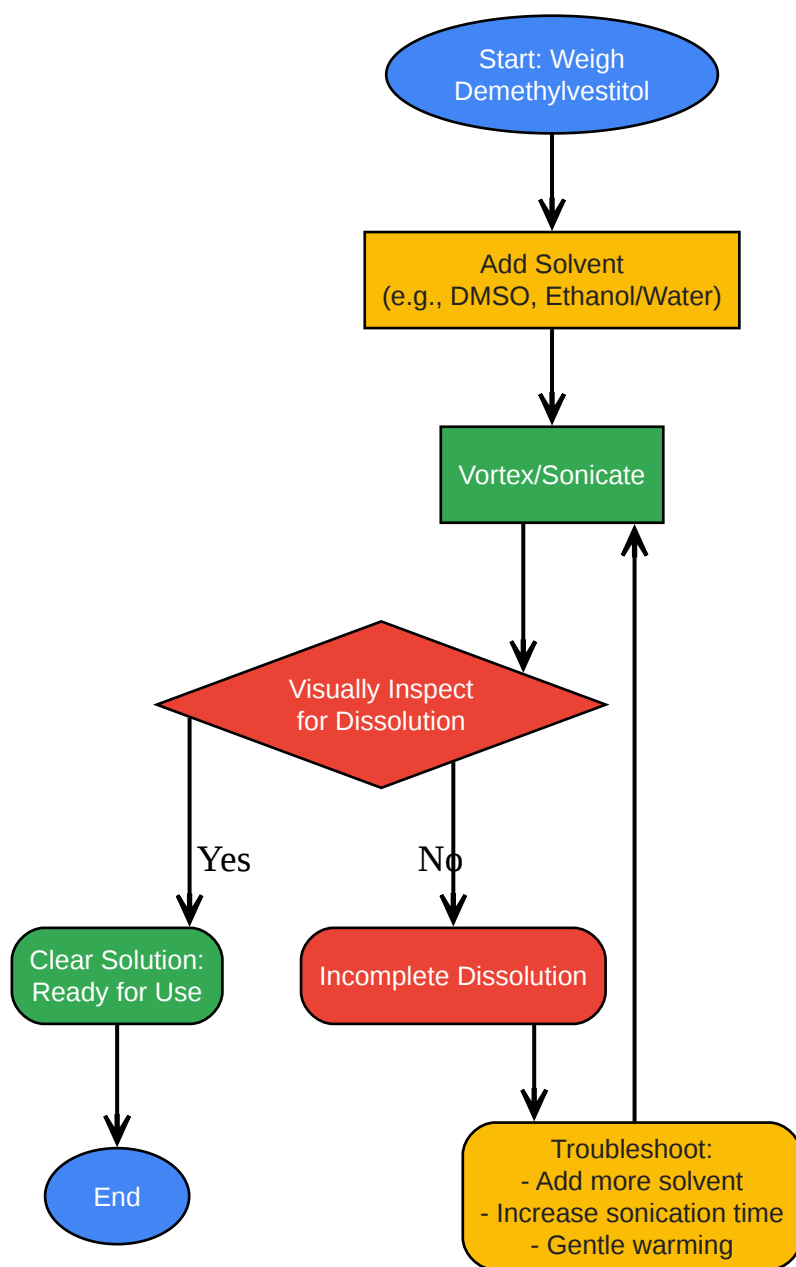 Start: Weigh
Demethylvestitol
Add Solvent
(e.g., DMSO, Ethanol/Water)
Vortex/Sonicate
Visually Inspect
for Dissolution
Yes
No
Clear Solution:
Ready for Use
Incomplete Dissolution
End
Troubleshoot:
- Add more solvent
- Increase sonication time
- Gentle warming